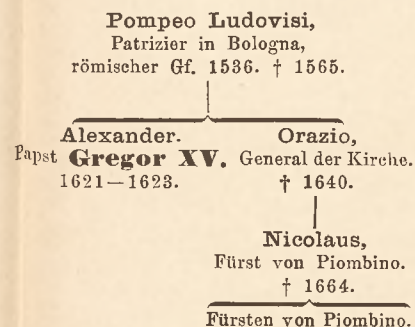 Pompeo Ludovisi,
Patrizier in Bologna,
römischer Gf. 1536. † 1565.
Alexander.
Papst Gregor XV.
1621—1623.
Orazio,
General der Kirche.
† 1640.
Nicolaus,
Fürst von Piombino.
† 1664.
Fürsten von Piombino.